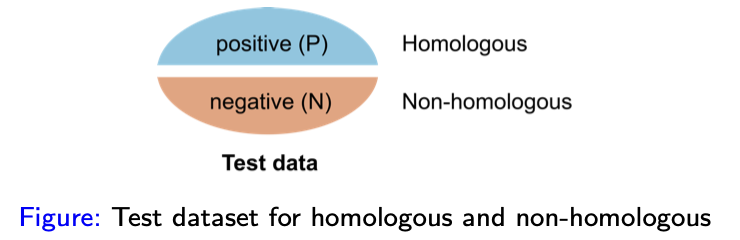 positive (P) Homologous
negative (N) Non-homologous
Test data
Figure: Test dataset for homologous and non-homologous